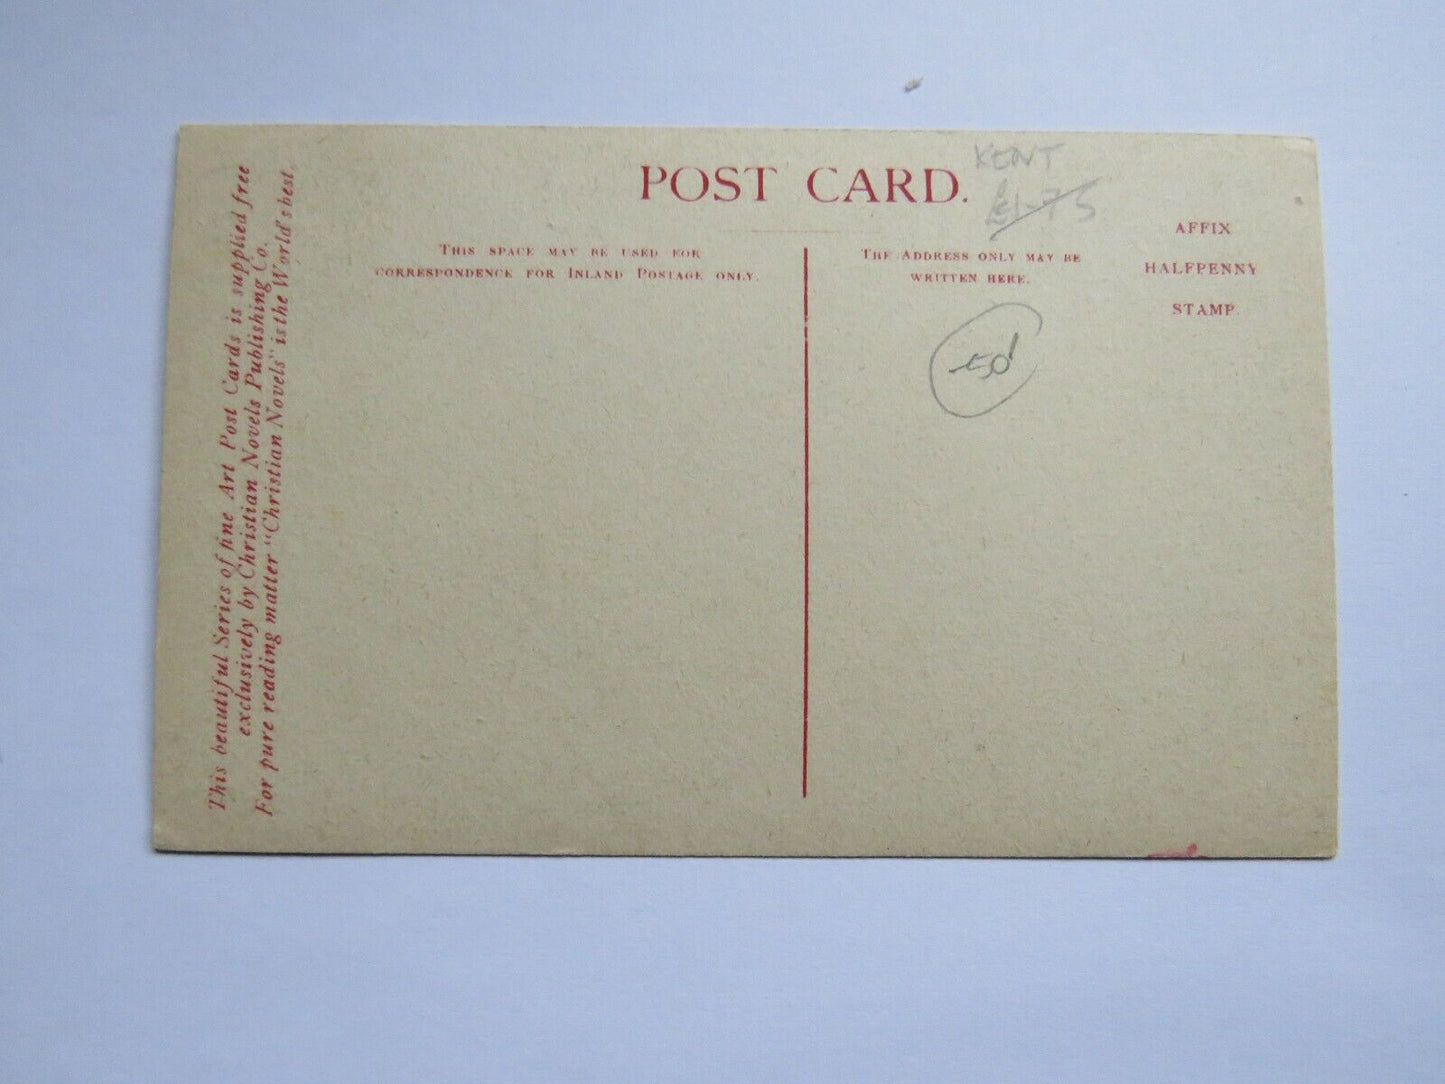 This beautiful Series of fine Art Post Cards is supplied free
exclusively by Christian Novels Publishing Co.
For pure reading matter "Christian Novels" is the World's best.
POST CARD.
KENT
£1-75
THIS SPACE MAY BE USED FOR
CORRESPONDENCE FOR INLAND POSTAGE ONLY.
THE ADDRESS ONLY MAY BE
WRITTEN HERE.
AFFIX
HALFPENNY
STAMP